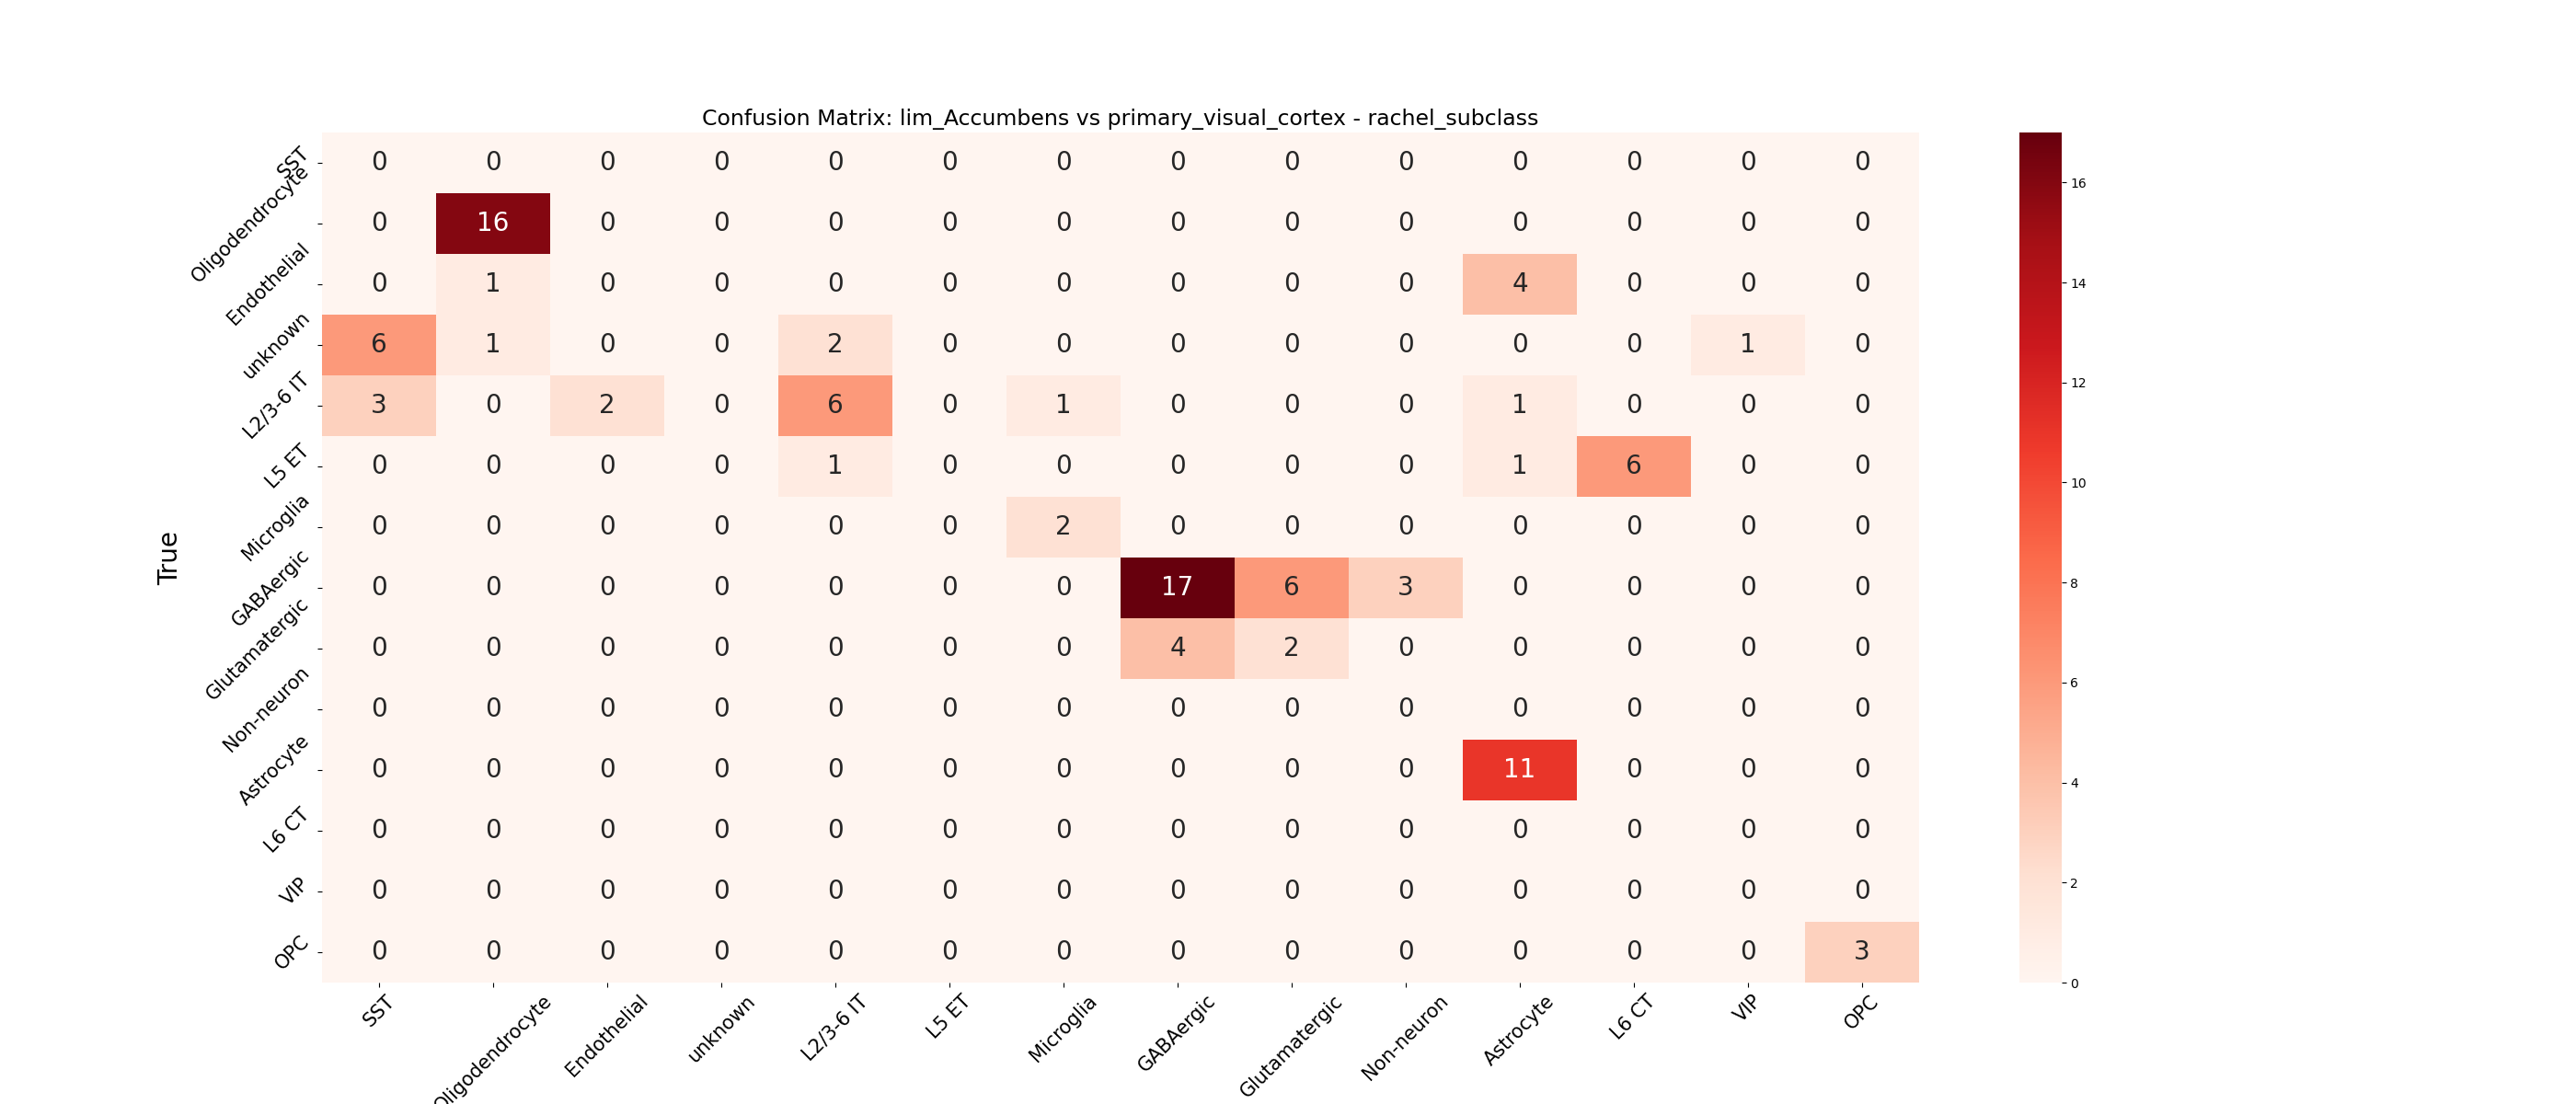 Confusion Matrix: lim_Accumbens vs primary_visual_cortex - rachel_subclass
True
SST 0 0 0 0 0 0 0 0 0 0 0 0 0 0
Oligodendrocyte 0 16 0 0 0 0 0 0 0 0 0 0 0 0
Endothelial 0 1 0 0 0 0 0 0 0 0 4 0 0 0
unknown 6 1 0 0 2 0 0 0 0 0 0 0 1 0
L2/3-6 IT 3 0 2 0 6 0 1 0 0 0 1 0 0 0
L5 ET 0 0 0 0 1 0 0 0 0 0 1 6 0 0
Microglia 0 0 0 0 0 0 2 0 0 0 0 0 0 0
GABAergic 0 0 0 0 0 0 0 17 6 3 0 0 0 0
Glutamatergic 0 0 0 0 0 0 0 4 2 0 0 0 0 0
Non-neuron 0 0 0 0 0 0 0 0 0 0 0 0 0 0
Astrocyte 0 0 0 0 0 0 0 0 0 0 11 0 0 0
L6 CT 0 0 0 0 0 0 0 0 0 0 0 0 0 0
VIP 0 0 0 0 0 0 0 0 0 0 0 0 0 0
OPC 0 0 0 0 0 0 0 0 0 0 0 0 0 3
SST Oligodendrocyte Endothelial unknown L2/3-6 IT L5 ET Microglia GABAergic Glutamatergic Non-neuron Astrocyte L6 CT VIP OPC
16
14
12
10
8
6
4
2
0